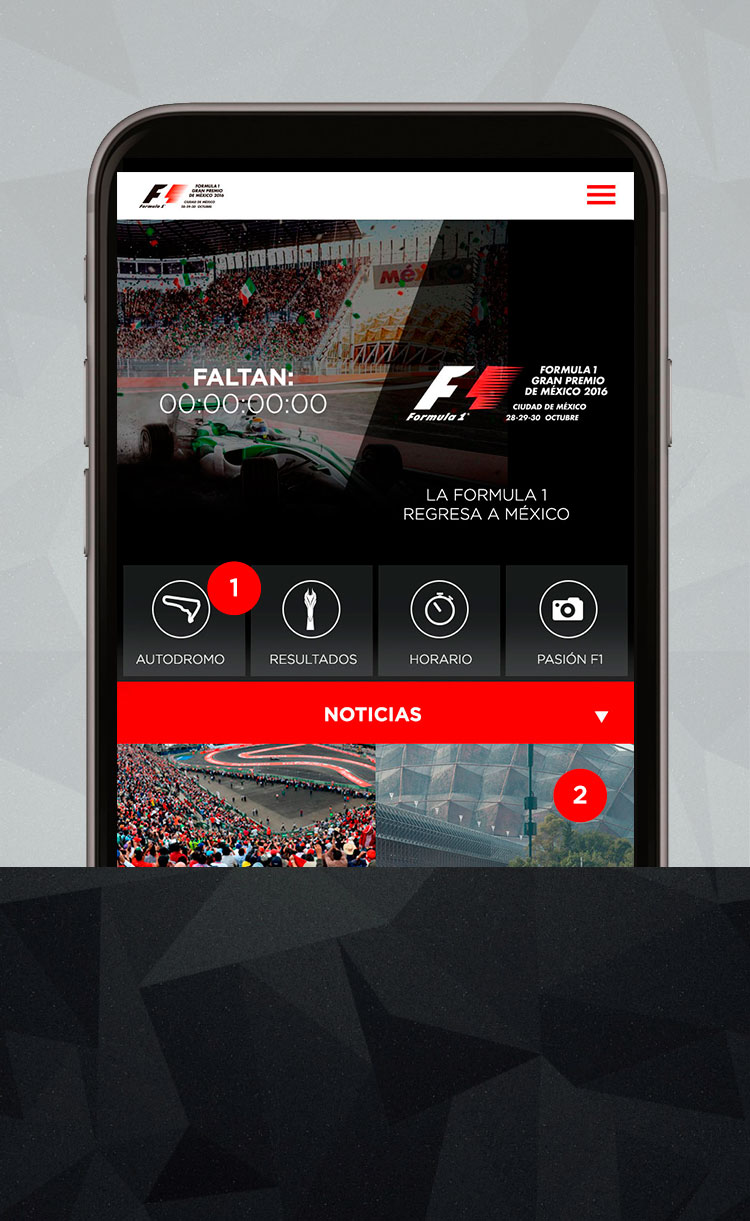 F1
FORMULA 1
GRAN PREMIO
DE MÉXICO 2016
Formula 1
CIUDAD DE MÉXICO
28-29-30 OCTUBRE
MÉXICO
FALTAN:
00:00:00:00
F1
Formula 1
FORMULA 1
GRAN PREMIO
DE MÉXICO 2016
CIUDAD DE MÉXICO
28-29-30 OCTUBRE
LA FORMULA 1
REGRESA A MÉXICO
1
AUTODROMO
RESULTADOS
HORARIO
PASIÓN F1
NOTICIAS
2